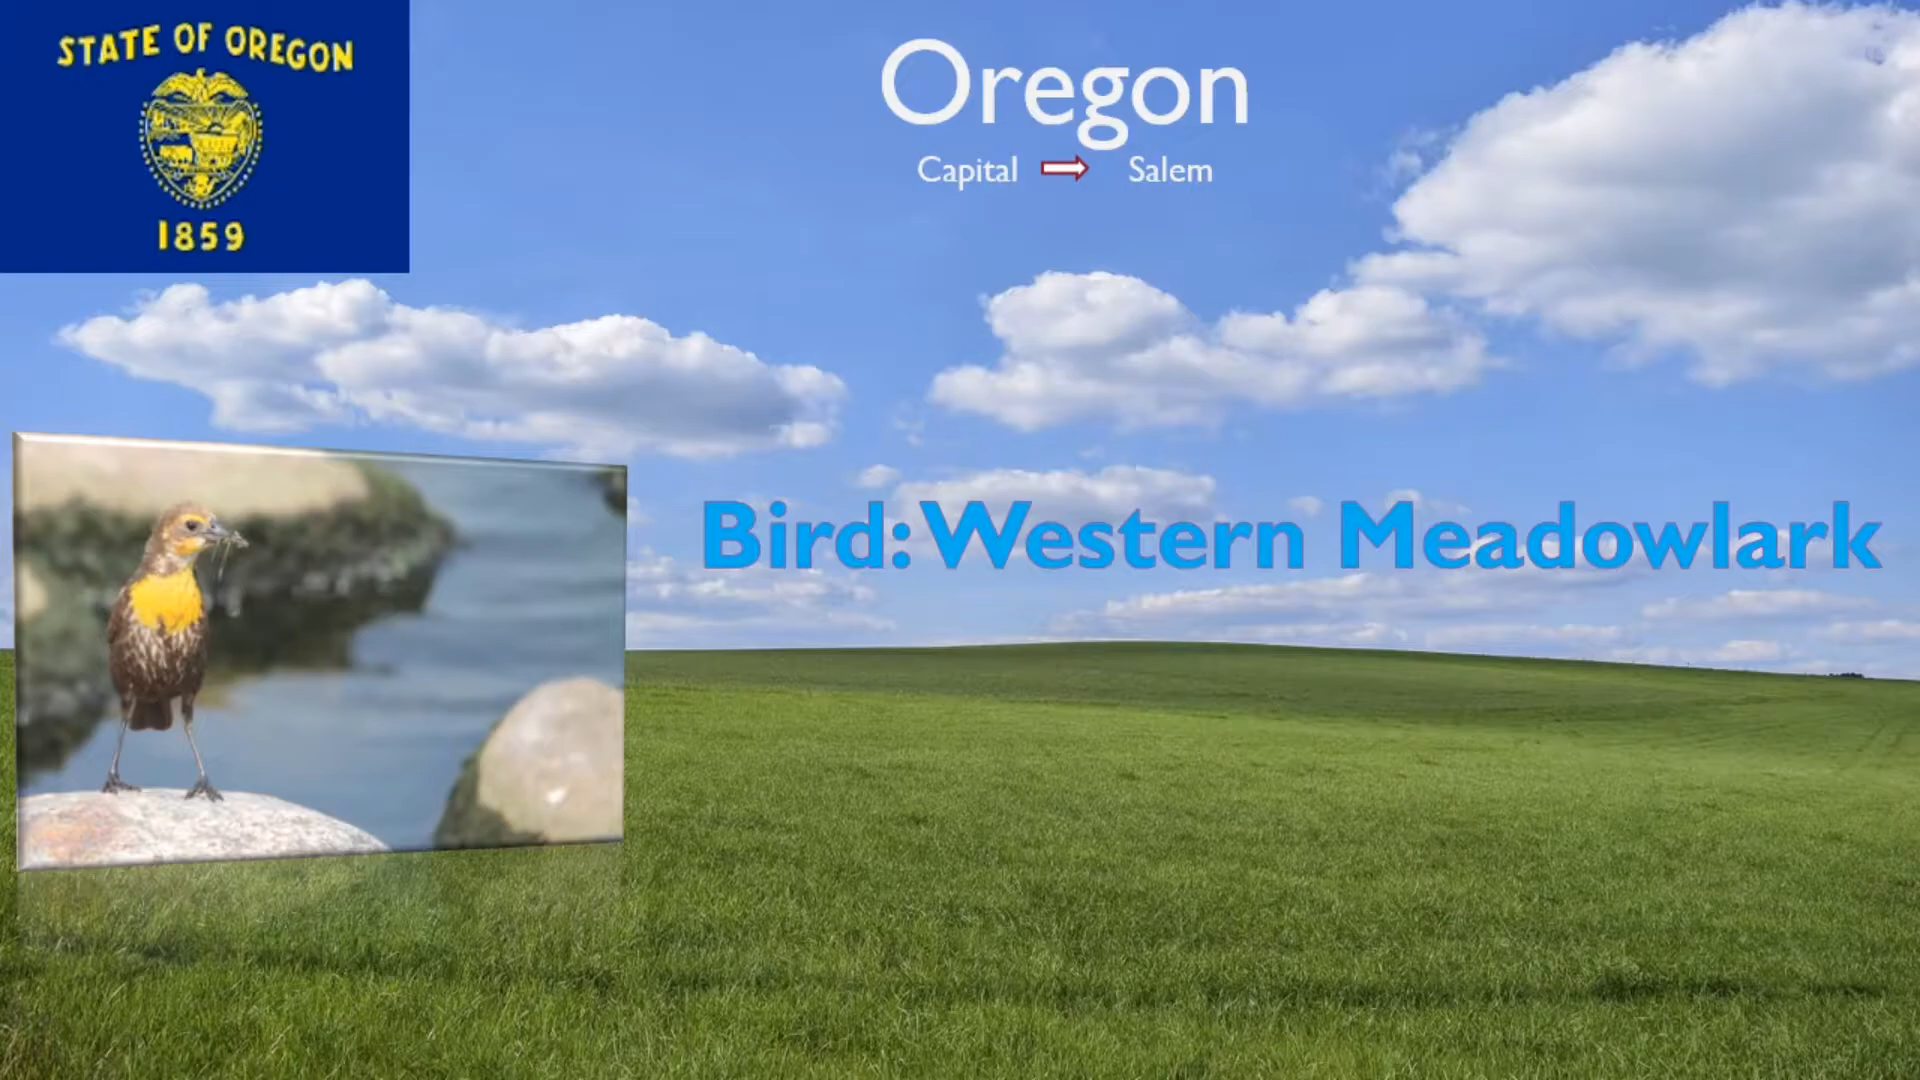 STATE OF OREGON
1859
Oregon
Capital Salem
Bird: Western Meadowlark